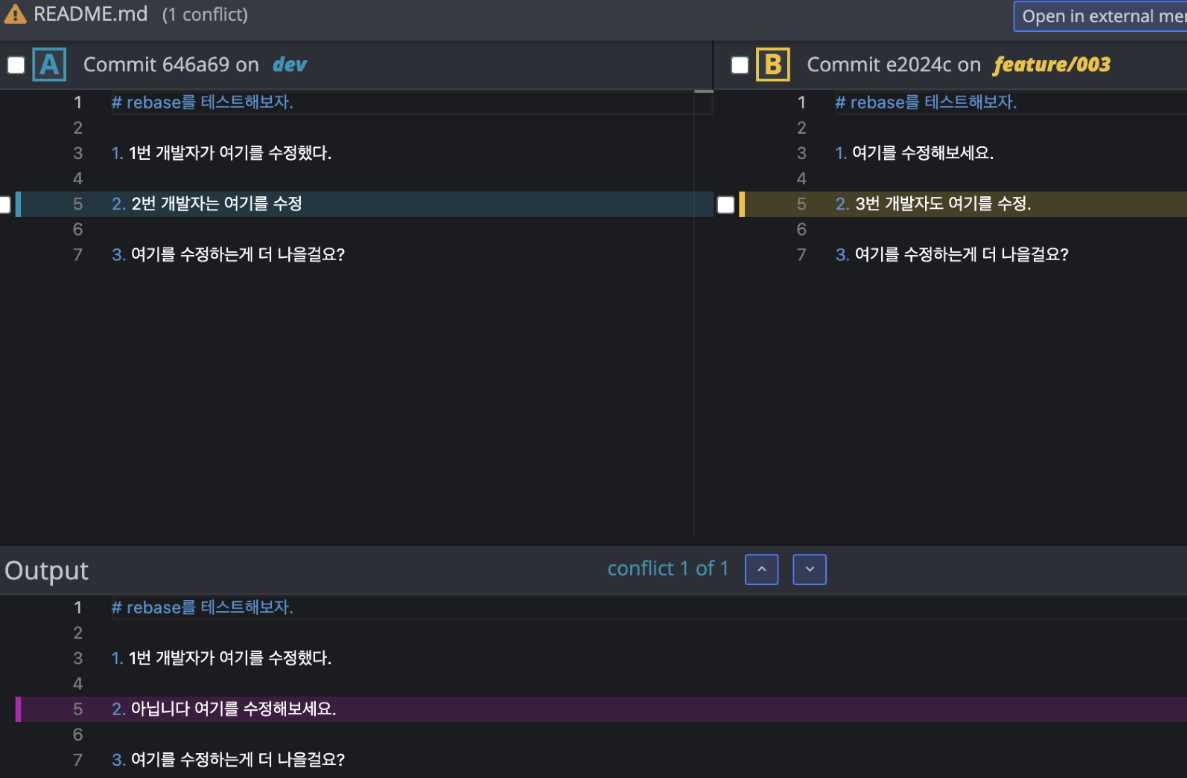 README.md (1 conflict)
Open in external mer
A Commit 646a69 on dev
1 # rebase를 테스트해보자.
2
3 1. 1번 개발자가 여기를 수정했다.
4
5 2. 2번 개발자는 여기를 수정
6
7 3. 여기를 수정하는게 더 나을걸요?
B Commit e2024c on feature/003
1 # rebase를 테스트해보자.
2
3 1. 여기를 수정해보세요.
4
5 2. 3번 개발자도 여기를 수정.
6
7 3. 여기를 수정하는게 더 나을걸요?
Output
conflict 1 of 1
1 # rebase를 테스트해보자.
2
3 1. 1번 개발자가 여기를 수정했다.
4
5 2. 아닙니다 여기를 수정해보세요.
6
7 3. 여기를 수정하는게 더 나을걸요?